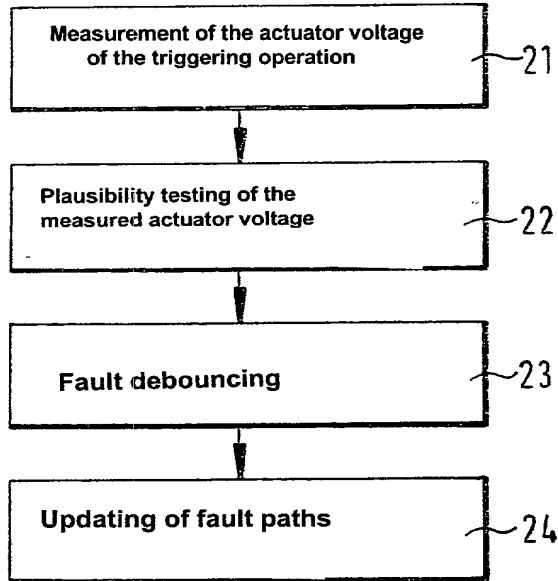 Measurement of the actuator voltage
of the triggering operation
21
Plausibility testing of the
measured actuator voltage
22
Fault debouncing
23
Updating of fault paths
24